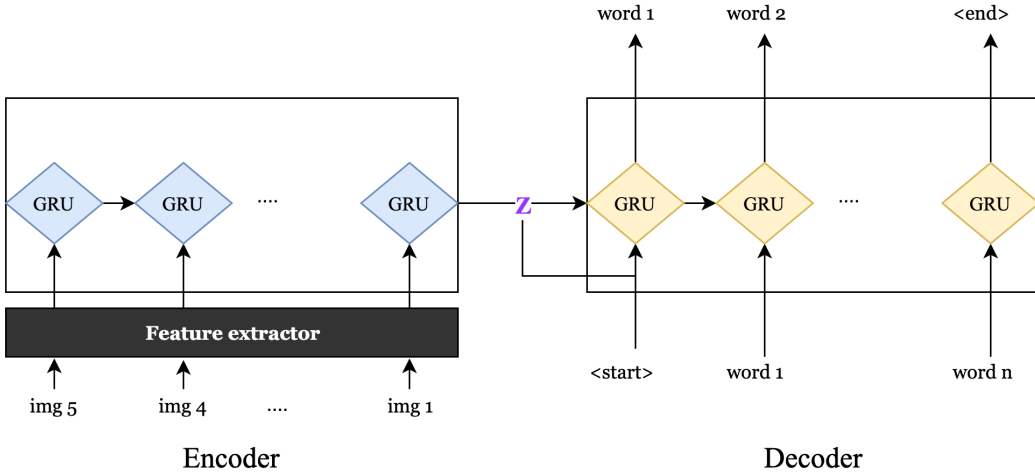 word 1 word 2 <end>
GRU GRU .... GRU Z GRU GRU .... GRU
Feature extractor
<start> word 1 word n
img 5 img 4 .... img 1
Encoder Decoder